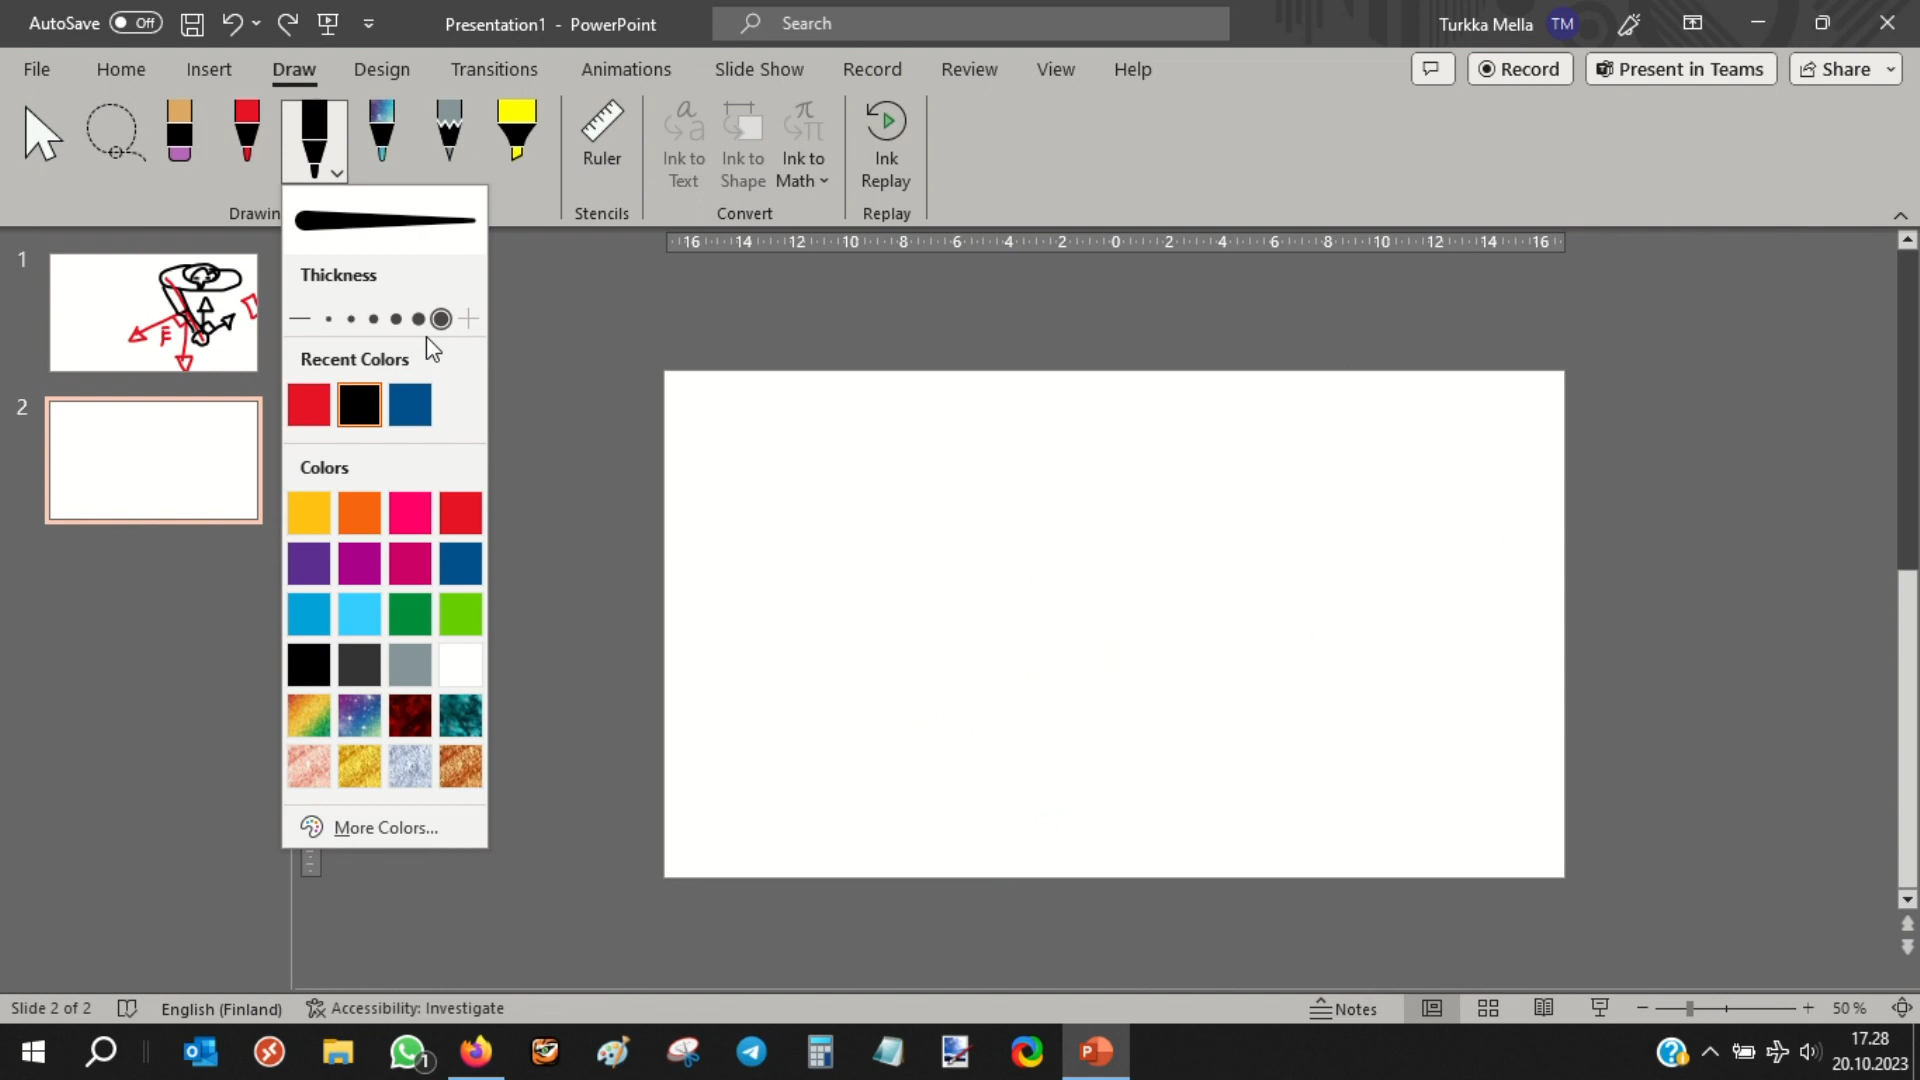 AutoSave Off Presentation1 - PowerPoint Search Turkka Mella TM
File Home Insert Draw Design Transitions Animations Slide Show Record Review View Help Record Present in Teams Share
Ruler
Ink to Text
Ink to Shape
Ink to Math
Ink Replay
Drawin
Stencils
Convert
Replay
16 14 12 10 8 6 4 2 0 2 4 6 8 10 12 14 16
Thickness
Recent Colors
Colors
More Colors...
1
F
2
Slide 2 of 2 English (Finland) Accessibility: Investigate Notes 50 %
1 P 17.28
20.10.2023